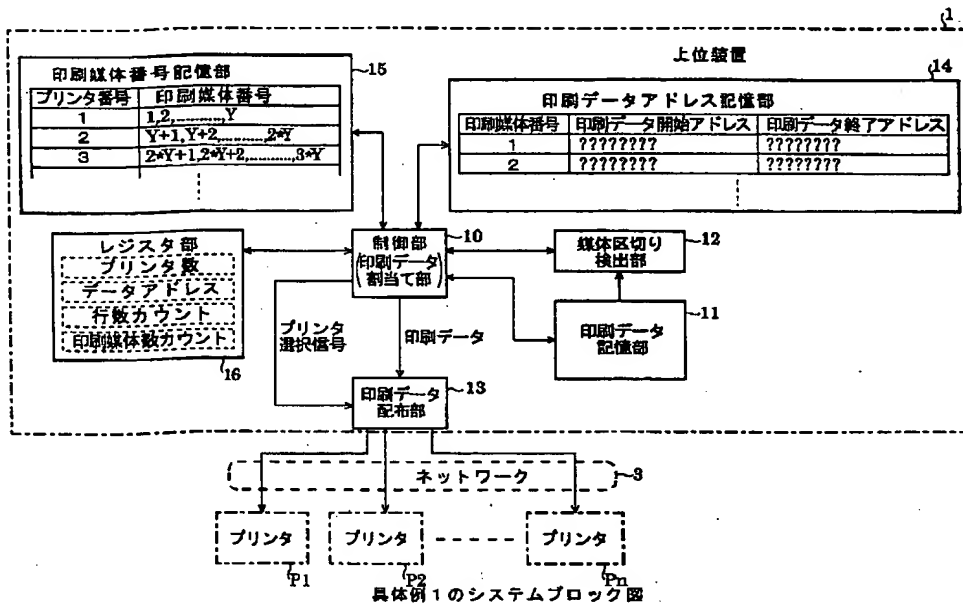 1
上位装置
印刷媒体番号記憶部
15
プリンタ番号 印刷媒体番号
1 1,2,..........,Y
2 Y+1,Y+2,..........,2*Y
3 2*Y+1,2*Y+2,..........,3*Y
14
印刷データアドレス記憶部
印刷媒体番号 印刷データ開始アドレス 印刷データ終了アドレス
1 ???????? ????????
2 ???????? ????????
レジスタ部
プリンタ数
データアドレス
行数カウント
印刷媒体数カウント
16
制御部
(印刷データ
割当て部)
10
媒体区切り
検出部
12
印刷データ
記憶部
11
プリンタ
選択信号
印刷データ
印刷データ
配布部
13
ネットワーク
3
プリンタ
P1
プリンタ
P2
プリンタ
Pn
具体例1のシステムブロック図